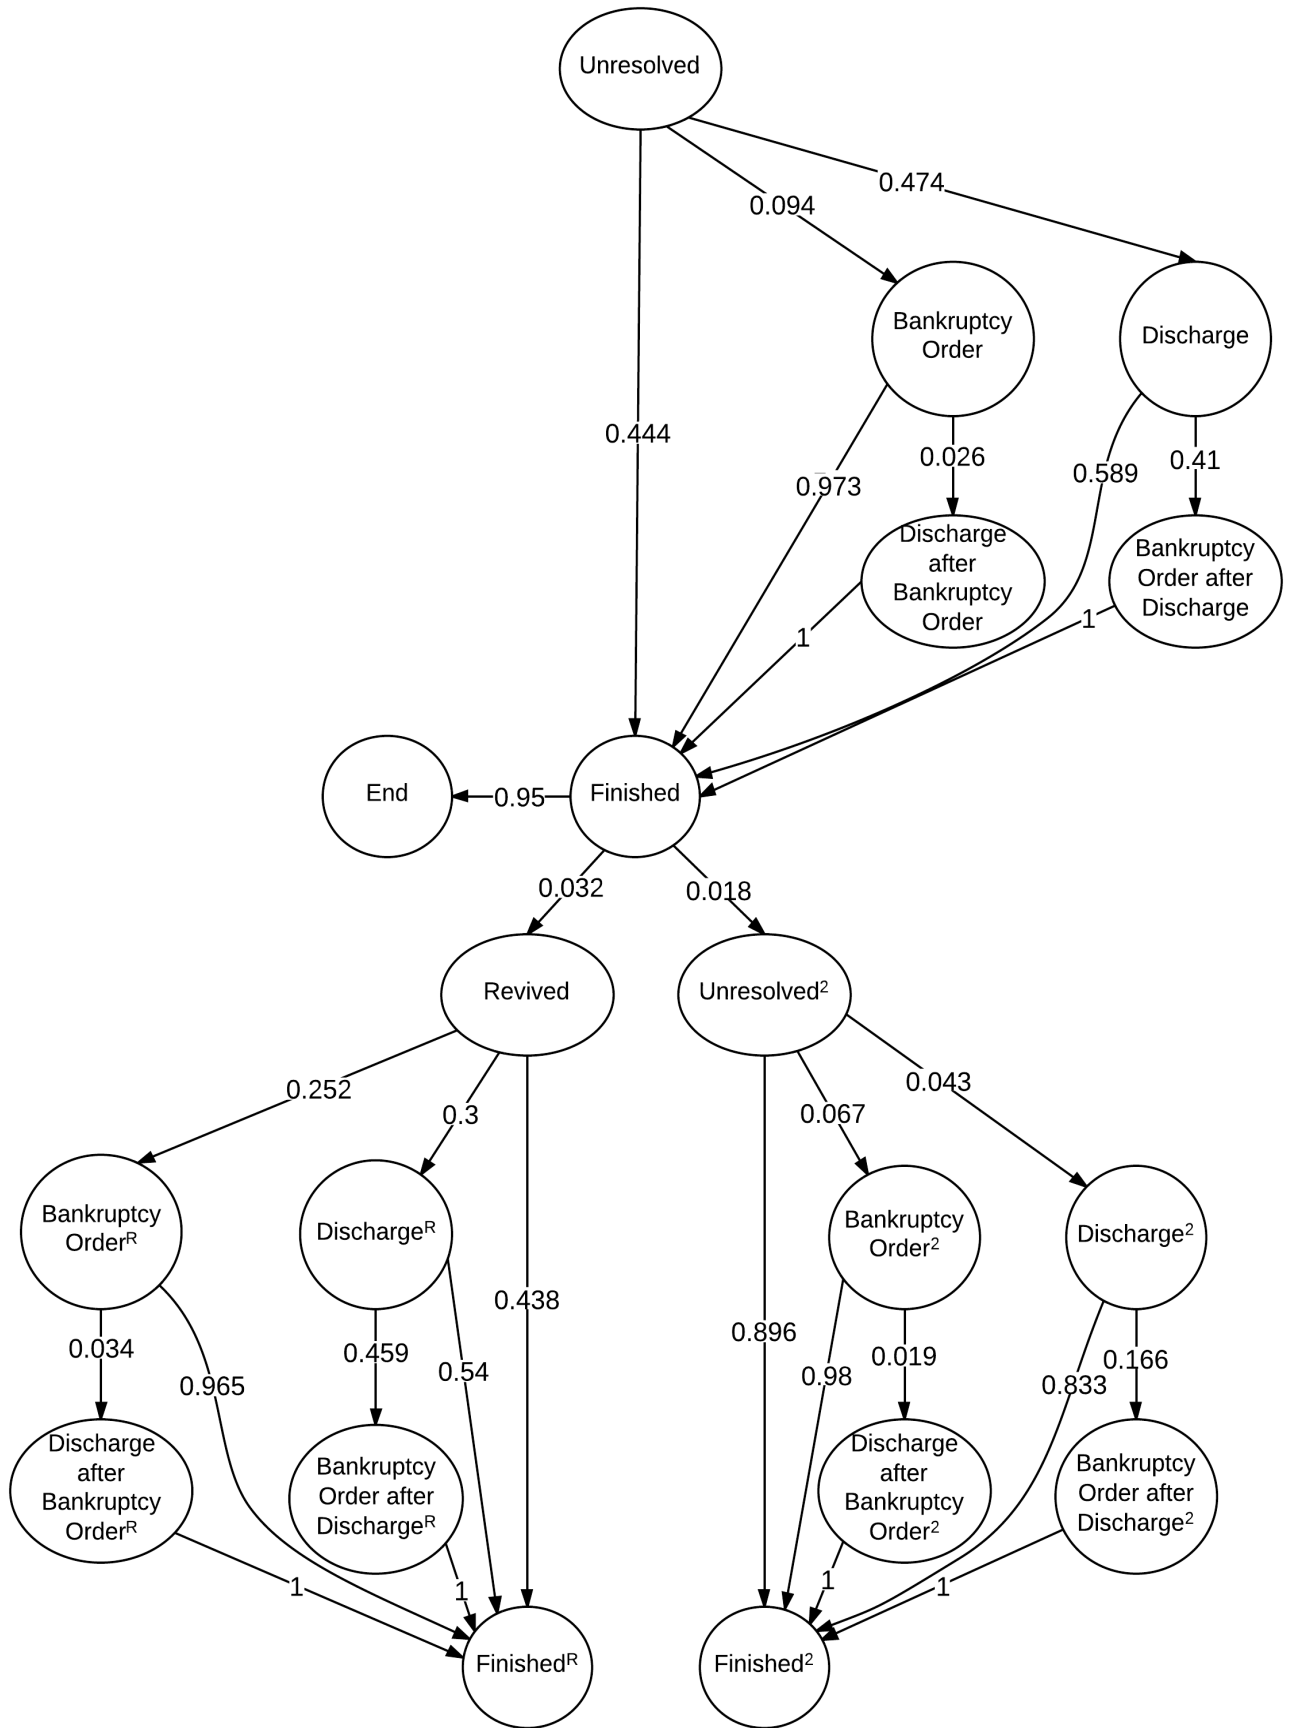 Unresolved
0.474
0.094
Bankruptcy
Order
Discharge
0.444
0.973
0.026
0.589
0.41
Discharge
after
Bankruptcy
Order
Bankruptcy
Order after
Discharge
1
1
End
0.95
Finished
0.032
0.018
Revived
Unresolved²
0.252
0.3
0.067
0.043
Bankruptcy
Orderᴿ
Dischargeᴿ
Bankruptcy
Order²
Discharge²
0.438
0.896
0.034
0.965
0.459
0.54
0.98
0.019
0.833
0.166
Discharge
after
Bankruptcy
Orderᴿ
Bankruptcy
Order after
Dischargeᴿ
Discharge
after
Bankruptcy
Order²
Bankruptcy
Order after
Discharge²
1
1
1
1
Finishedᴿ
Finished²